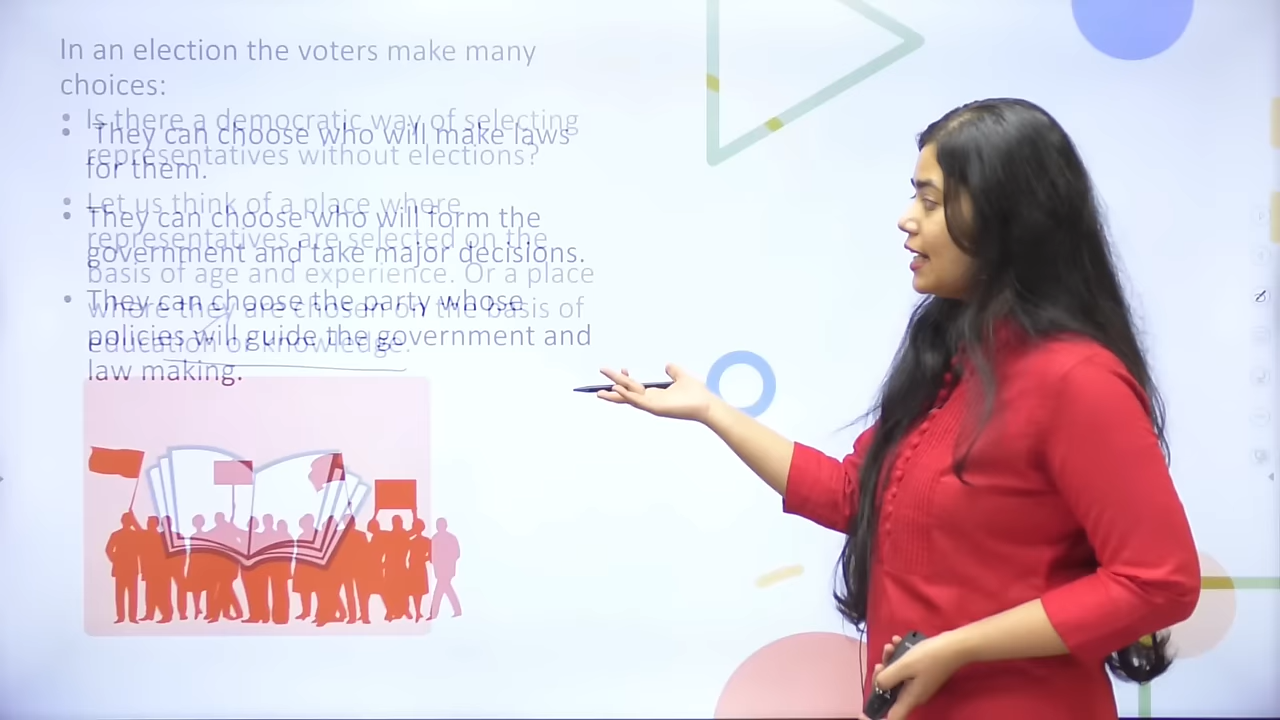 In an election the voters make many
choices:
• Is there a democratic way of selecting
representatives without elections?
• Let us think of a place where
representatives are selected on the
basis of age and experience. Or a place
where they are chosen on the basis of
education or knowledge.
• They can choose who will make laws
for them.
• They can choose who will form the
government and take major decisions.
• They can choose the party whose
policies will guide the government and
law making.